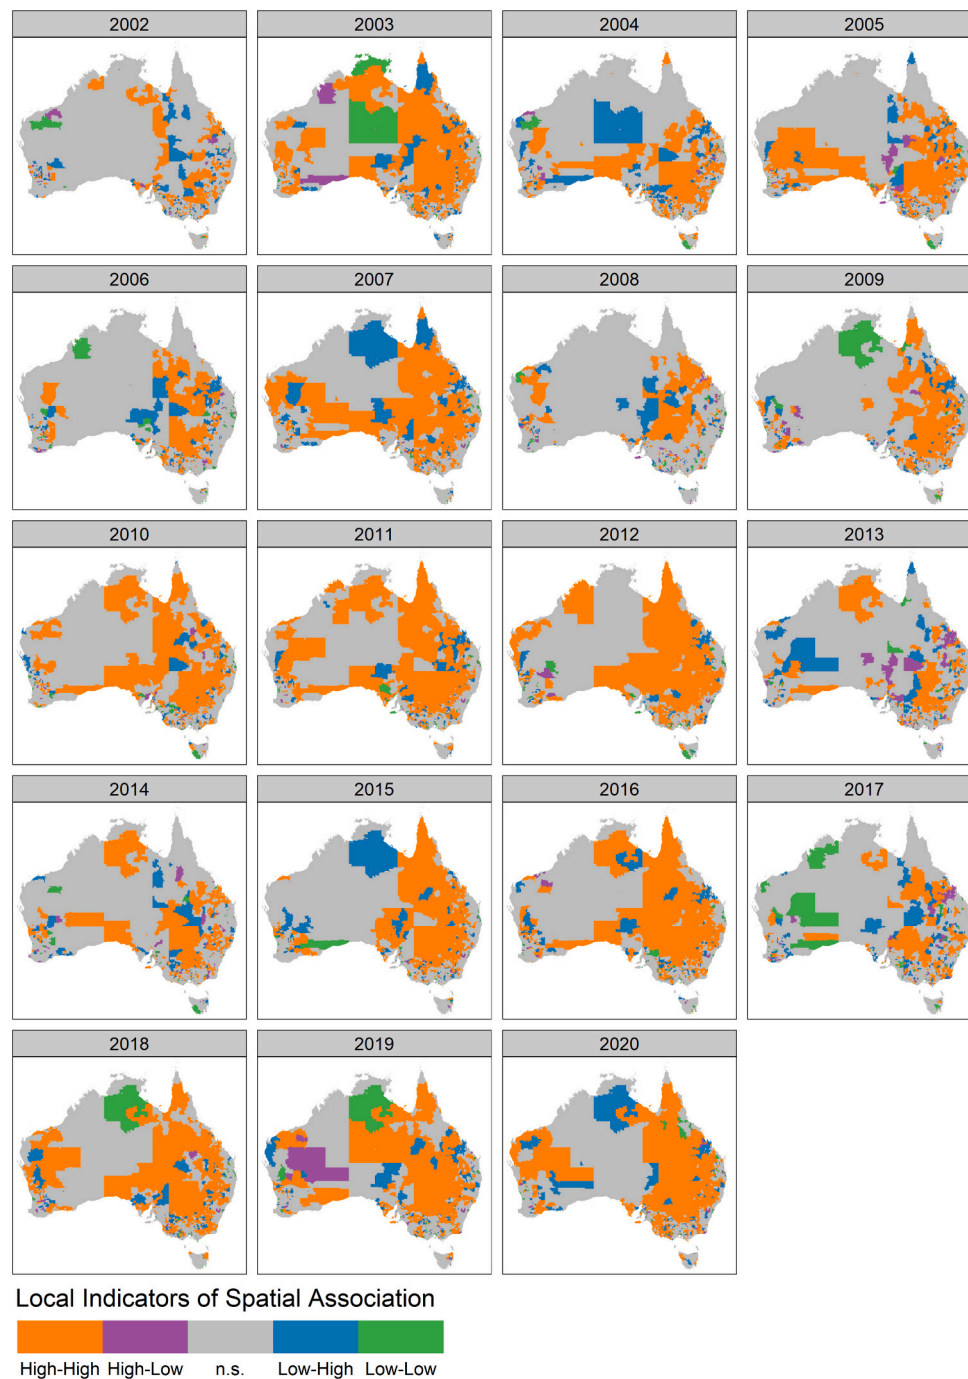 2002 2003 2004 2005
2006 2007 2008 2009
2010 2011 2012 2013
2014 2015 2016 2017
2018 2019 2020
Local Indicators of Spatial Association
High-High High-Low n.s. Low-High Low-Low